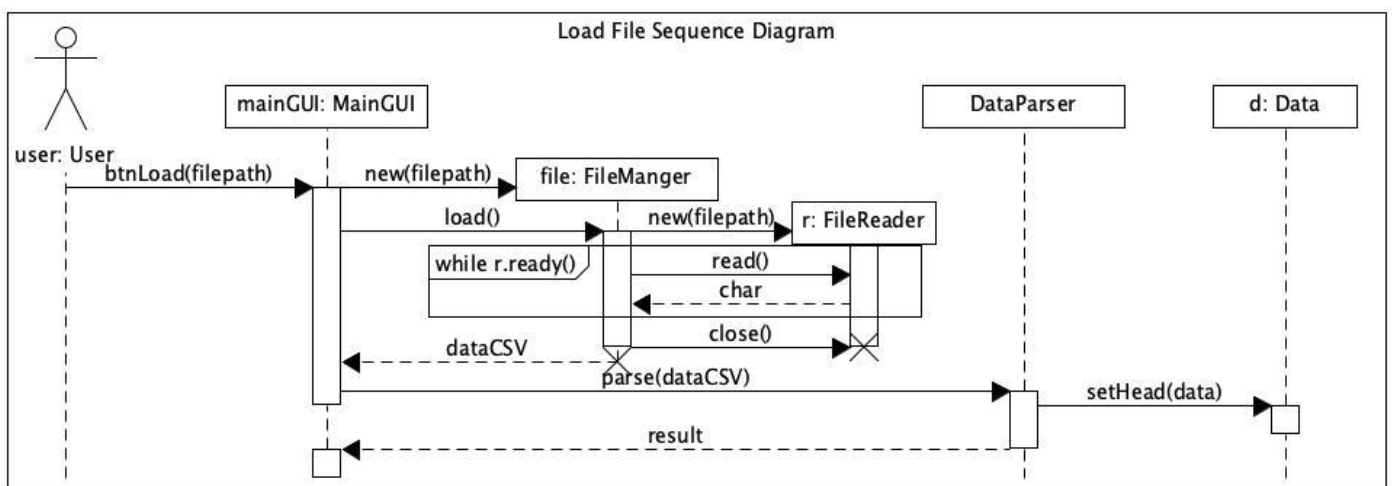 Load File Sequence Diagram
mainGUI: MainGUI
DataParser
d: Data
user: User
btnLoad(filepath)
new(filepath)
file: FileManger
load()
new(filepath)
r: FileReader
while r.ready()
read()
char
close()
dataCSV
parse(dataCSV)
setHead(data)
result